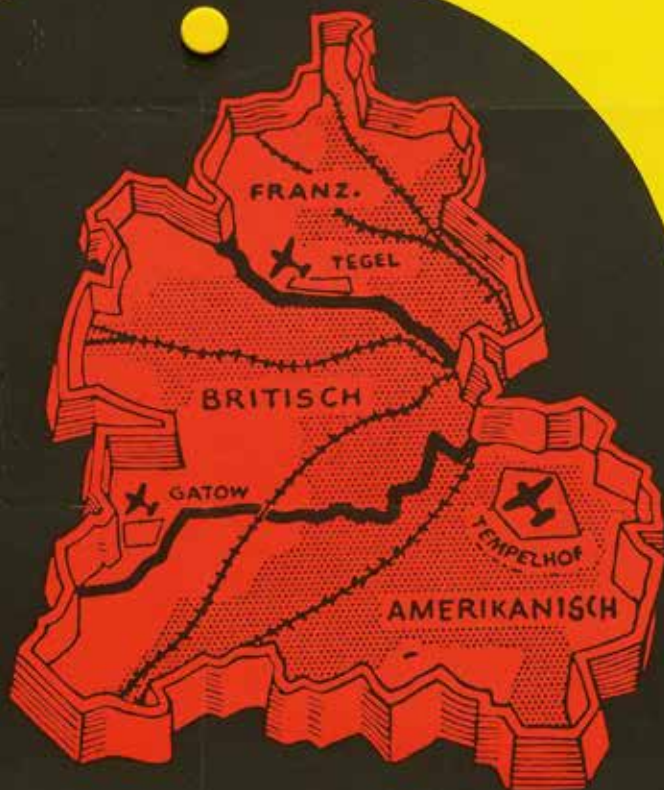 FRANZ.
TEGEL
BRITISCH
GATOW
TEMPELHOF
AMERIKANISCH